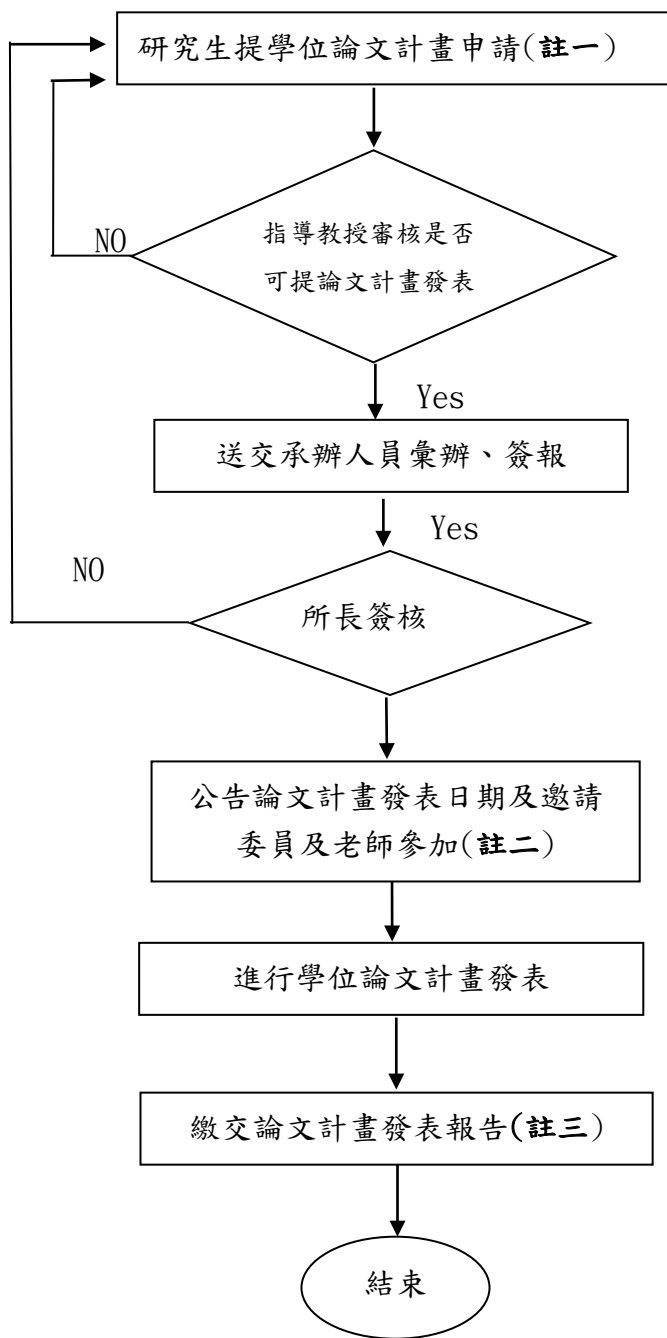 研究生提學位論文計畫申請(註一)
NO
指導教授審核是否
可提論文計畫發表
Yes
送交承辦人員彙辦、簽報
Yes
NO
所長簽核
公告論文計畫發表日期及邀請
委員及老師參加(註二)
進行學位論文計畫發表
繳交論文計畫發表報告(註三)
結束